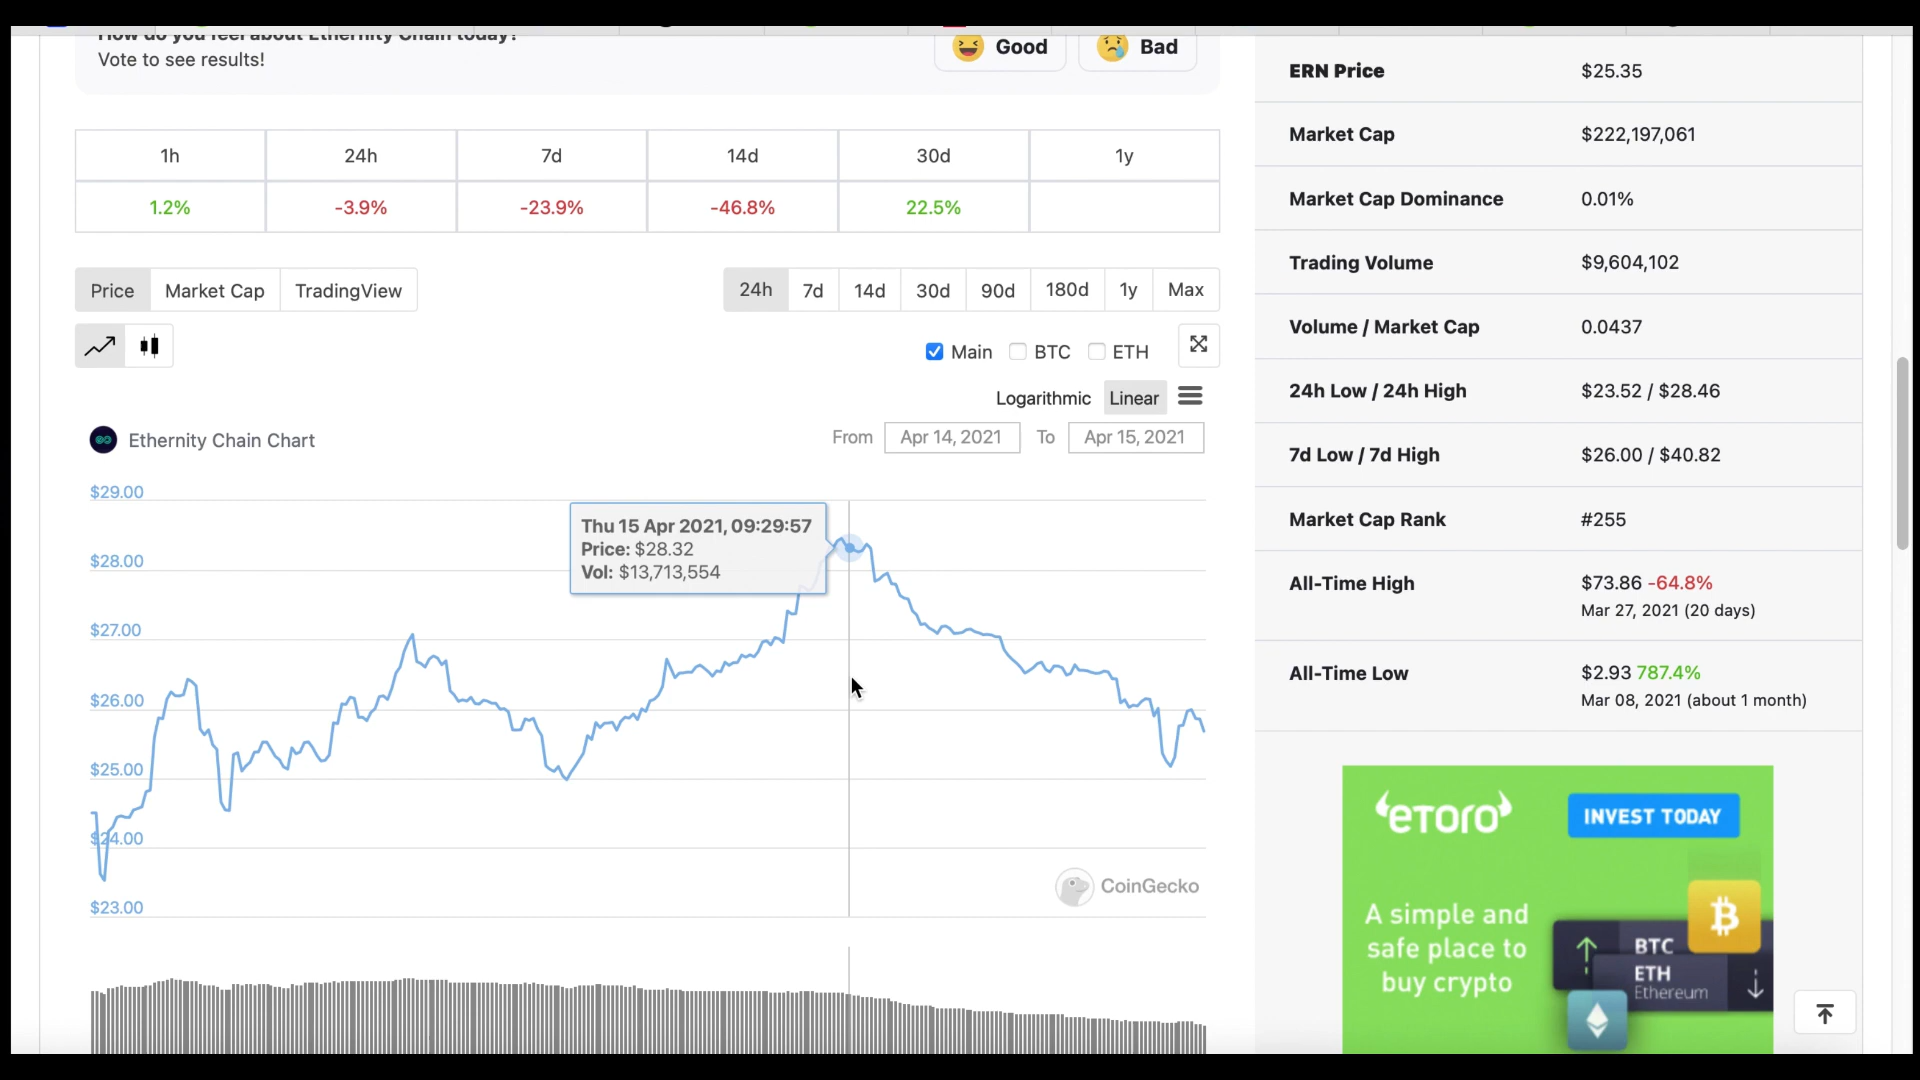 How do you feel about Ethernity Chain today?
Vote to see results!
Good
Bad
1h 24h 7d 14d 30d 1y
1.2% -3.9% -23.9% -46.8% 22.5%
Price Market Cap TradingView
24h 7d 14d 30d 90d 180d 1y Max
Main BTC ETH
Logarithmic Linear
Ethernity Chain Chart
From Apr 14, 2021 To Apr 15, 2021
$29.00
$28.00
$27.00
$26.00
$25.00
$24.00
$23.00
Thu 15 Apr 2021, 09:29:57
Price: $28.32
Vol: $13,713,554
CoinGecko
ERN Price $25.35
Market Cap $222,197,061
Market Cap Dominance 0.01%
Trading Volume $9,604,102
Volume / Market Cap 0.0437
24h Low / 24h High $23.52 / $28.46
7d Low / 7d High $26.00 / $40.82
Market Cap Rank #255
All-Time High $73.86 -64.8%
Mar 27, 2021 (20 days)
All-Time Low $2.93 787.4%
Mar 08, 2021 (about 1 month)
eToro
INVEST TODAY
A simple and
safe place to
buy crypto
BTC
ETH
Ethereum